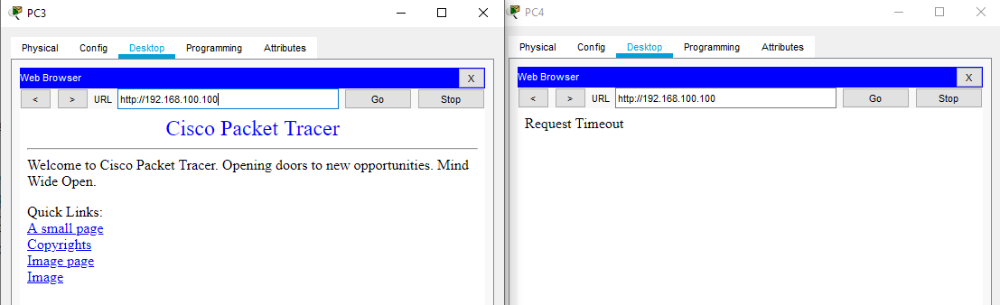 PC3
Physical Config Desktop Programming Attributes
Web Browser X
< > URL http://192.168.100.100 Go Stop
Cisco Packet Tracer
Welcome to Cisco Packet Tracer. Opening doors to new opportunities. Mind
Wide Open.
Quick Links:
A small page
Copyrights
Image page
Image
PC4
Physical Config Desktop Programming Attributes
Web Browser X
< > URL http://192.168.100.100 Go Stop
Request Timeout